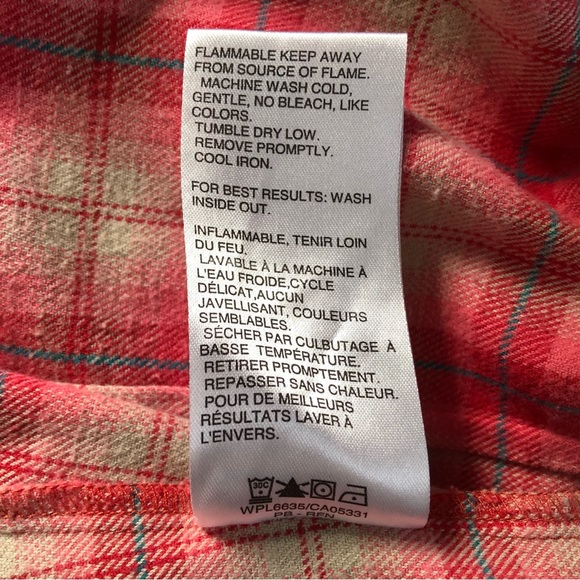 FLAMMABLE KEEP AWAY
FROM SOURCE OF FLAME.
MACHINE WASH COLD,
GENTLE, NO BLEACH, LIKE
COLORS.
TUMBLE DRY LOW.
REMOVE PROMPTLY.
COOL IRON.
FOR BEST RESULTS: WASH
INSIDE OUT.
INFLAMMABLE, TENIR LOIN
DU FEU.
LAVABLE À LA MACHINE À
L'EAU FROIDE,CYCLE
DÉLICAT,AUCUN
JAVELLISANT, COULEURS
SEMBLABLES.
SÉCHER PAR CULBUTAGE À
BASSE TEMPÉRATURE.
RETIRER PROMPTEMENT.
REPASSER SANS CHALEUR.
POUR DE MEILLEURS
RÉSULTATS LAVER À
L'ENVERS.
30C
WPL6635/CA05331
PB - RFN